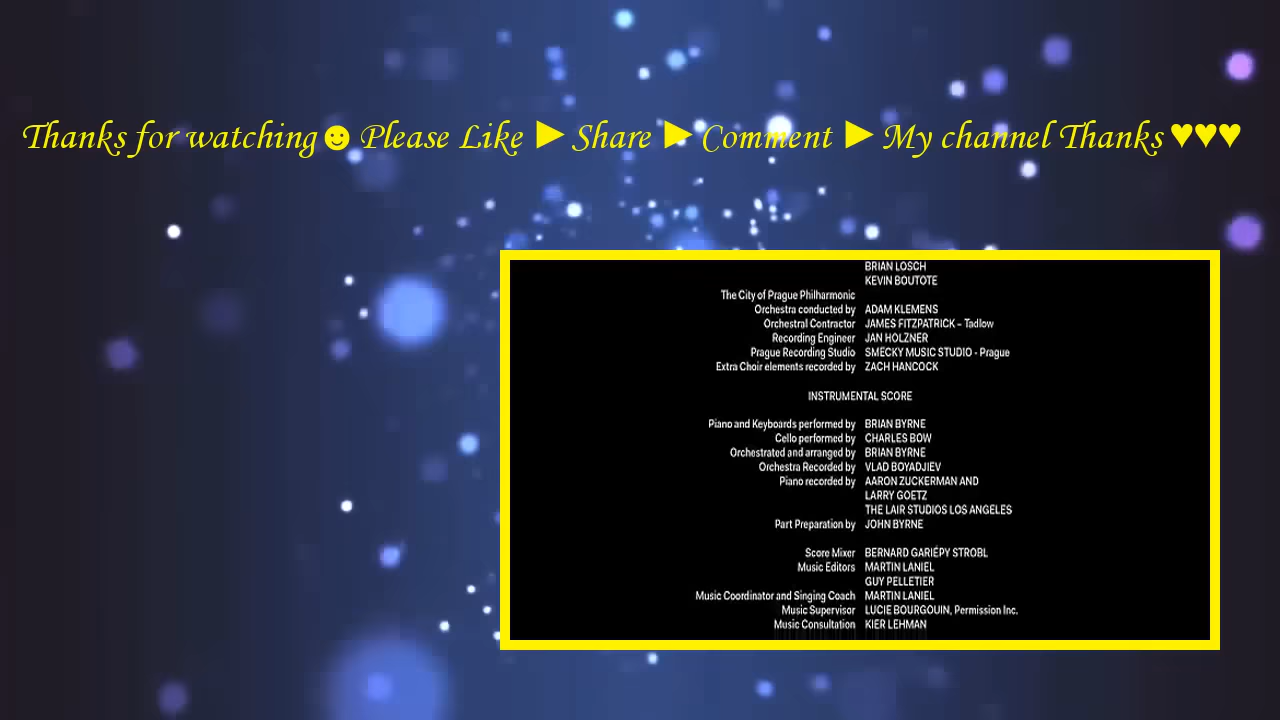 Thanks for watching☻Please Like ► Share ► Comment ► My channel Thanks ♥♥♥
BRIAN LOSCH
KEVIN BOUTOTE
The City of Prague Philharmonic
Orchestra conducted by ADAM KLEMENS
Orchestral Contractor JAMES FITZPATRICK – Tadlow
Recording Engineer JAN HOLZNER
Prague Recording Studio SMECKY MUSIC STUDIO - Prague
Extra Choir elements recorded by ZACH HANCOCK
INSTRUMENTAL SCORE
Piano and Keyboards performed by BRIAN BYRNE
Cello performed by CHARLES BOW
Orchestrated and arranged by BRIAN BYRNE
Orchestra Recorded by VLAD BOYADJIEV
Piano recorded by AARON ZUCKERMAN AND
LARRY GOETZ
THE LAIR STUDIOS LOS ANGELES
Part Preparation by JOHN BYRNE
Score Mixer BERNARD GARIÉPY STROBL
Music Editors MARTIN LANIEL
GUY PELLETIER
Music Coordinator and Singing Coach MARTIN LANIEL
Music Supervisor LUCIE BOURGOUIN, Permission Inc.
Music Consultation KIER LEHMAN